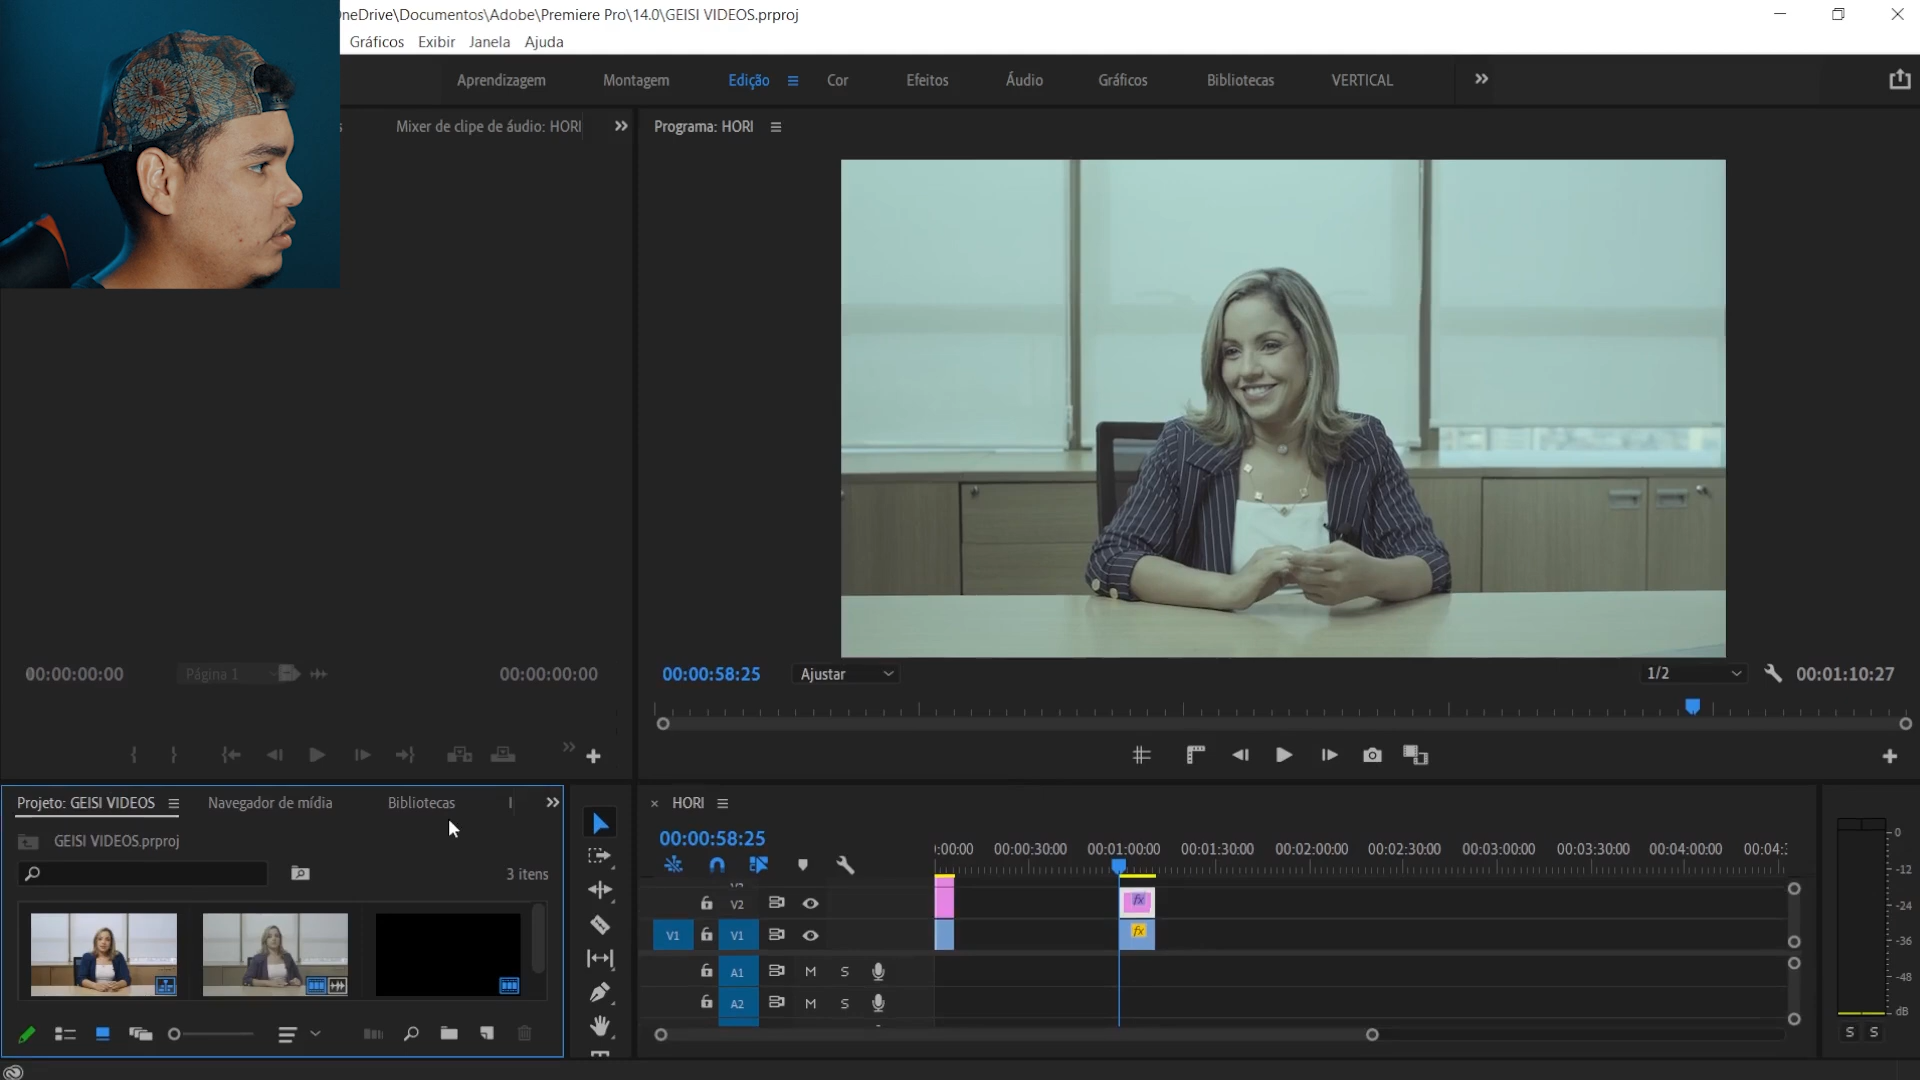 OneDrive\Documentos\Adobe\Premiere Pro\14.0\GEISI VIDEOS.prproj
Gráficos Exibir Janela Ajuda
Aprendizagem Montagem Edição Cor Efeitos Áudio Gráficos Bibliotecas VERTICAL
Mixer de clipe de áudio: HORI
Programa: HORI
00:00:00:00 Página 1 00:00:00:00
00:00:58:25 Ajustar 1/2 00:01:10:27
Projeto: GEISI VIDEOS Navegador de mídia Bibliotecas
GEISI VIDEOS.prproj
3 itens
HORI
00:00:58:25
:00:00 00:00:30:00 00:01:00:00 00:01:30:00 00:02:00:00 00:02:30:00 00:03:00:00 00:03:30:00 00:04:00:00 00:04:
V2 fx
V1 V1 fx
A1 M S
A2 M S
0
-12
-24
-36
-48
dB
S S